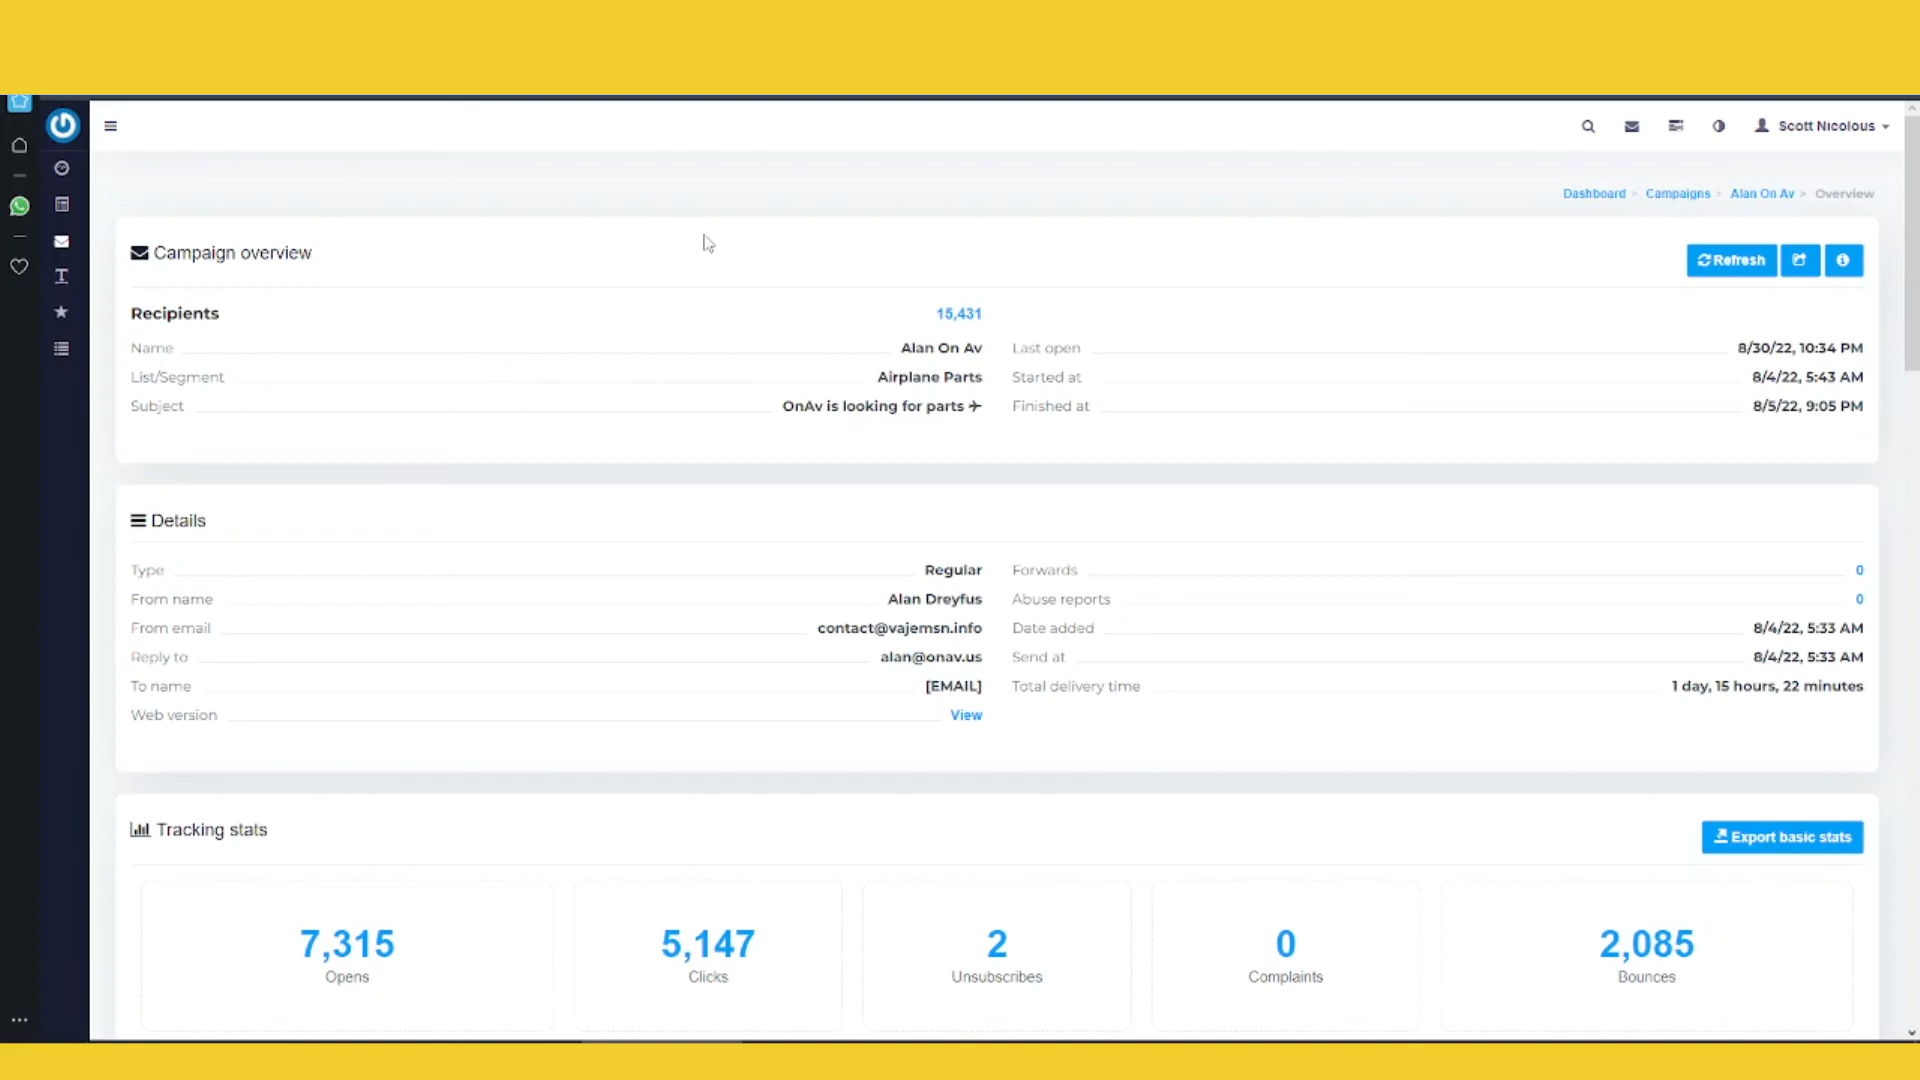 Scott Nicolous
Dashboard > Campaigns > Alan On Av > Overview
Campaign overview
Refresh
Recipients 15,431
Name Alan On Av Last open 8/30/22, 10:34 PM
List/Segment Airplane Parts Started at 8/4/22, 5:43 AM
Subject OnAv is looking for parts ✈ Finished at 8/5/22, 9:05 PM
Details
Type Regular Forwards 0
From name Alan Dreyfus Abuse reports 0
From email contact@vajemsn.info Date added 8/4/22, 5:33 AM
Reply to alan@onav.us Send at 8/4/22, 5:33 AM
To name [EMAIL] Total delivery time 1 day, 15 hours, 22 minutes
Web version View
Tracking stats
Export basic stats
7,315 5,147 2 0 2,085
Opens Clicks Unsubscribes Complaints Bounces